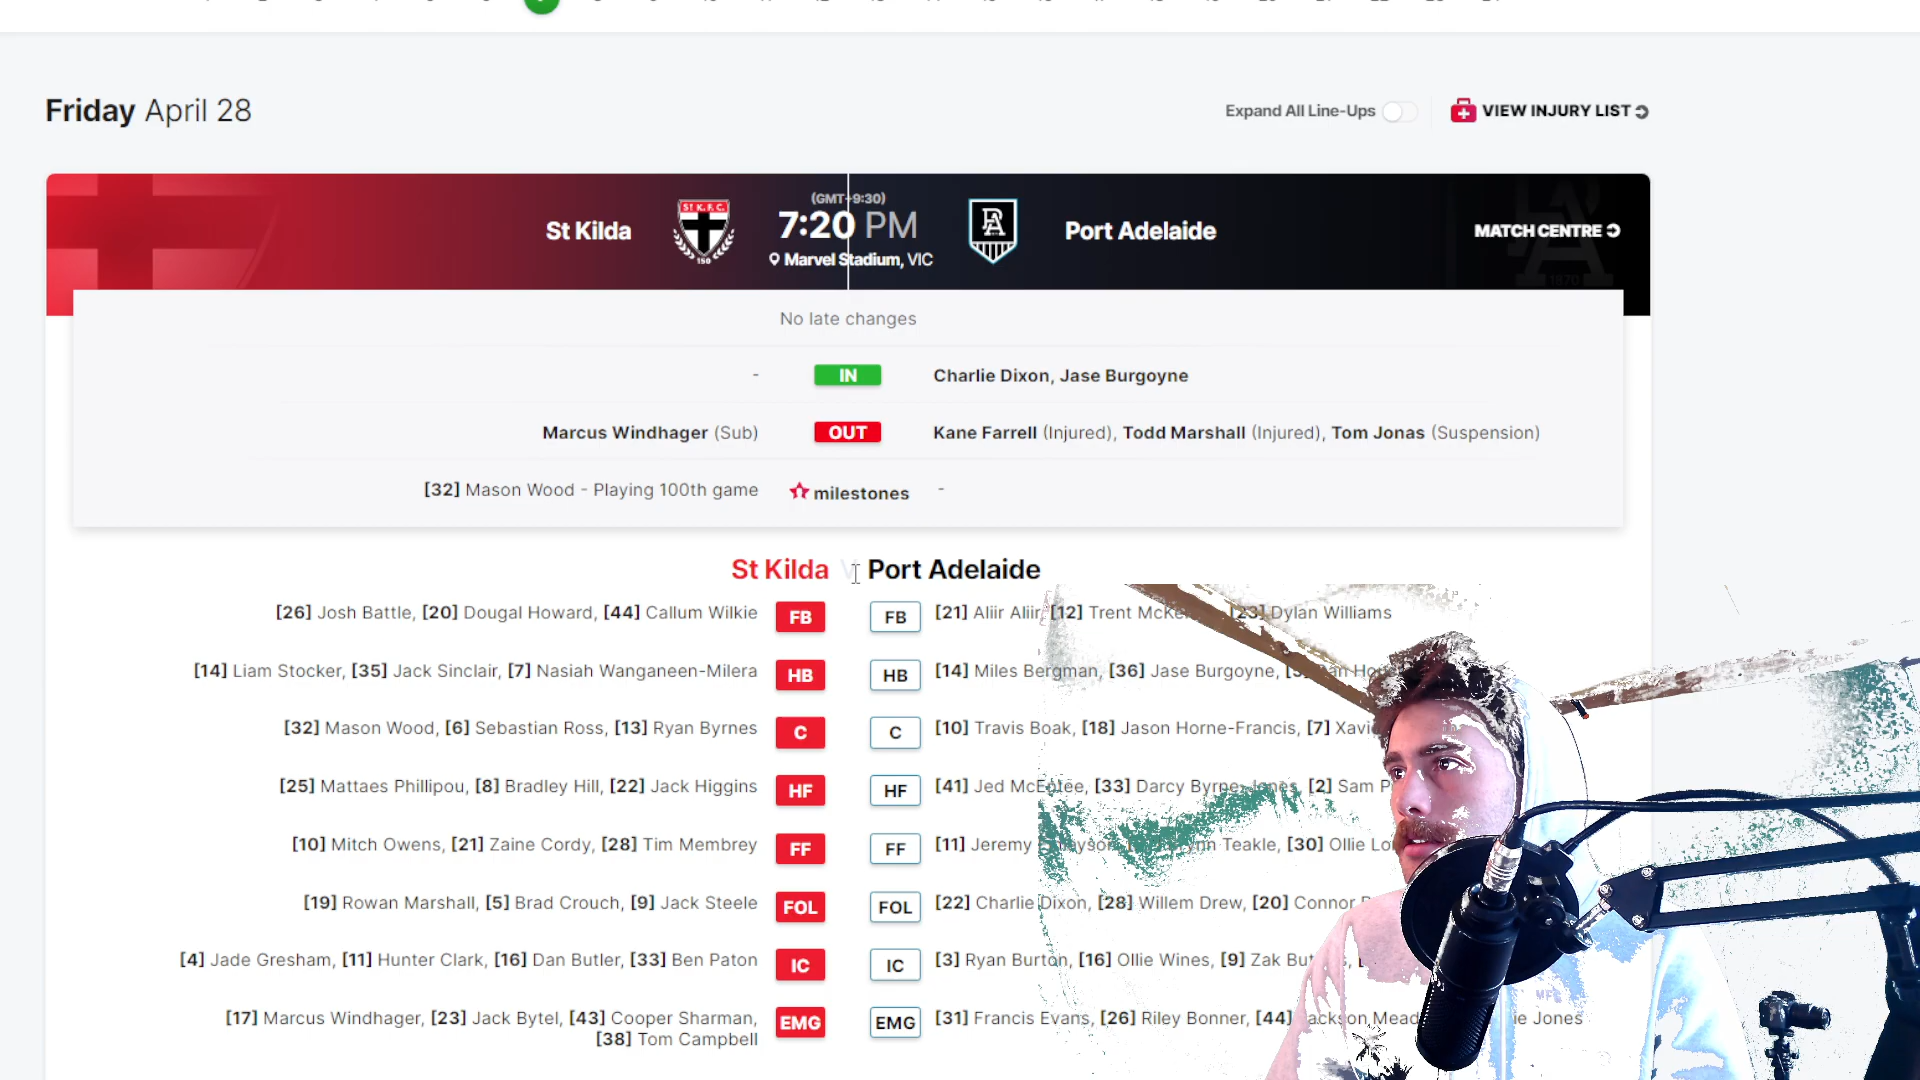 Friday April 28
Expand All Line-Ups
VIEW INJURY LIST
St Kilda
ST K.F.C.
150
(GMT+9:30)
7:20 PM
Marvel Stadium, VIC
PA
Port Adelaide
MATCH CENTRE
1870
No late changes
- IN Charlie Dixon, Jase Burgoyne
Marcus Windhager (Sub) OUT Kane Farrell (Injured), Todd Marshall (Injured), Tom Jonas (Suspension)
[32] Mason Wood - Playing 100th game milestones -
St Kilda V Port Adelaide
[26] Josh Battle, [20] Dougal Howard, [44] Callum Wilkie FB FB [21] Aliir Aliir, [12] Trent [23] Dylan Williams
[14] Liam Stocker, [35] Jack Sinclair, [7] Nasiah Wanganeen-Milera HB HB [14] Miles Bergman, [36] Jase Burgoyne,
[32] Mason Wood, [6] Sebastian Ross, [13] Ryan Byrnes C C [10] Travis Boak, [18] Jason Horne-Francis, [7]
[25] Mattaes Phillipou, [8] Bradley Hill, [22] Jack Higgins HF HF [41] Jed McEntee, [33] Darcy Byrne-Jones, [2] Sam
[10] Mitch Owens, [21] Zaine Cordy, [28] Tim Membrey FF FF [11] Jeremy Teakle, [30] Ollie
[19] Rowan Marshall, [5] Brad Crouch, [9] Jack Steele FOL FOL [22] Charlie Dixon, [28] Willem Drew, [20] Connor
[4] Jade Gresham, [11] Hunter Clark, [16] Dan Butler, [33] Ben Paton IC IC [3] Ryan Burton, [16] Ollie Wines, [9] Zak
[17] Marcus Windhager, [23] Jack Bytel, [43] Cooper Sharman, EMG EMG [31] Francis Evans, [26] Riley Bonner, [44] Jones
[38] Tom Campbell